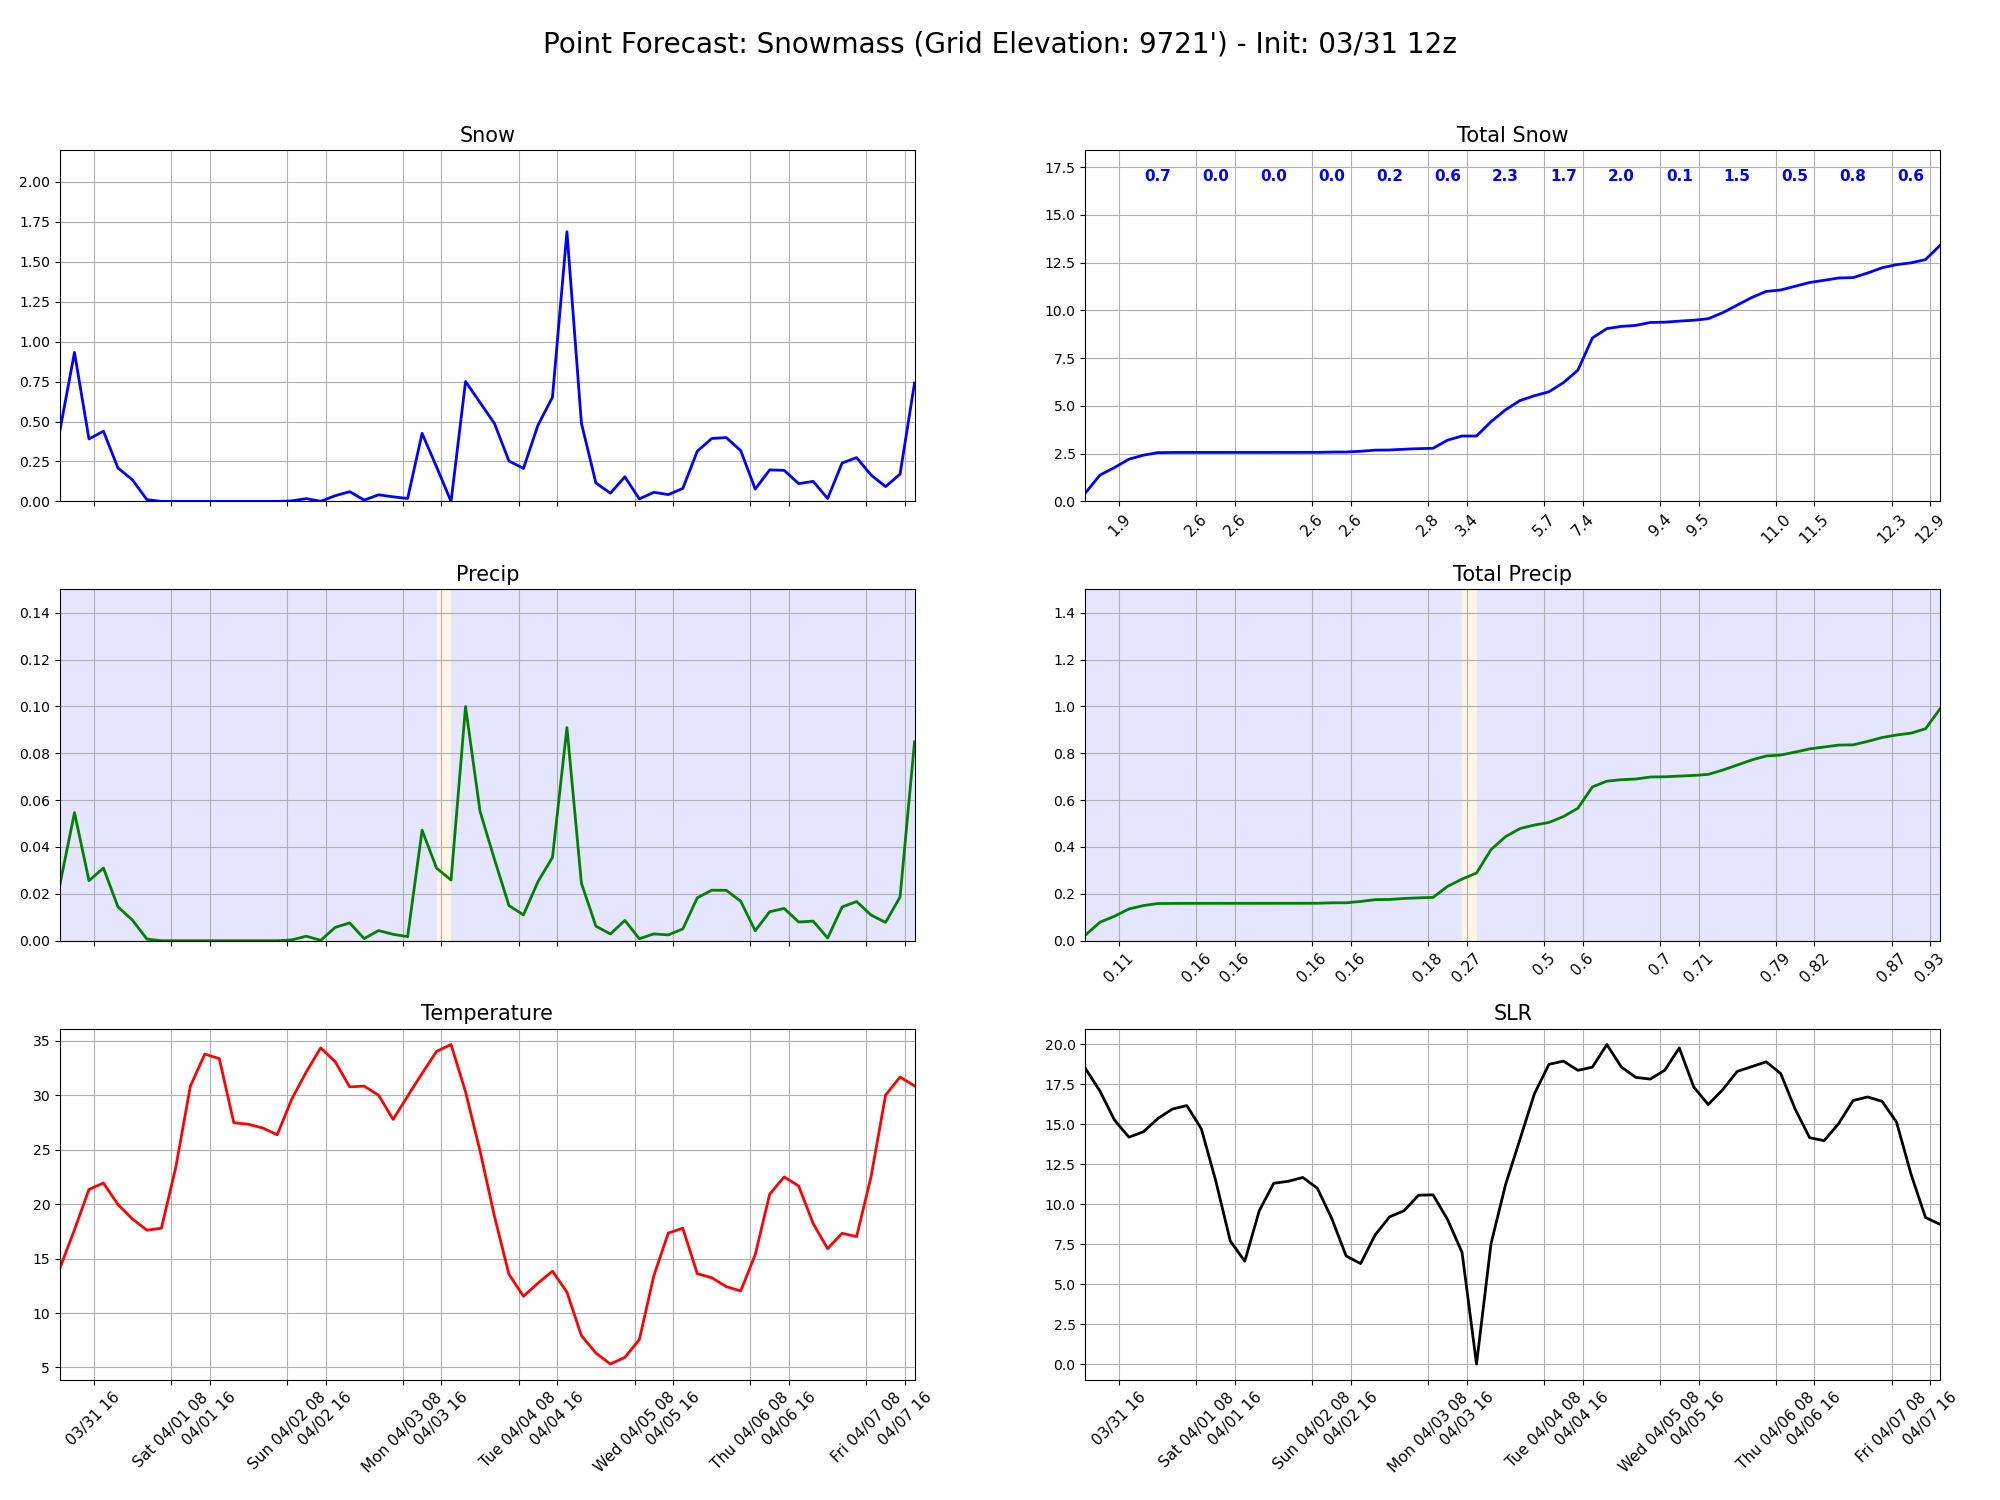 Point Forecast: Snowmass (Grid Elevation: 9721') - Init: 03/31 12z
Snow
2.00
1.75
1.50
1.25
1.00
0.75
0.50
0.25
0.00
Total Snow
17.5
15.0
12.5
10.0
7.5
5.0
2.5
0.0
0.7 0.0 0.0 0.0 0.2 0.6 2.3 1.7 2.0 0.1 1.5 0.5 0.8 0.6
1.9 2.6 2.6 2.6 2.6 2.8 3.4 5.7 7.4 9.4 9.5 11.0 11.5 12.3 12.9
Precip
0.14
0.12
0.10
0.08
0.06
0.04
0.02
0.00
Total Precip
1.4
1.2
1.0
0.8
0.6
0.4
0.2
0.0
0.11 0.16 0.16 0.16 0.16 0.18 0.27 0.5 0.6 0.7 0.71 0.79 0.82 0.87 0.93
Temperature
35
30
25
20
15
10
5
03/31 16
Sat 04/01 08
04/01 16
Sun 04/02 08
04/02 16
Mon 04/03 08
04/03 16
Tue 04/04 08
04/04 16
Wed 04/05 08
04/05 16
Thu 04/06 08
04/06 16
Fri 04/07 08
04/07 16
SLR
20.0
17.5
15.0
12.5
10.0
7.5
5.0
2.5
0.0
03/31 16
Sat 04/01 08
04/01 16
Sun 04/02 08
04/02 16
Mon 04/03 08
04/03 16
Tue 04/04 08
04/04 16
Wed 04/05 08
04/05 16
Thu 04/06 08
04/06 16
Fri 04/07 08
04/07 16